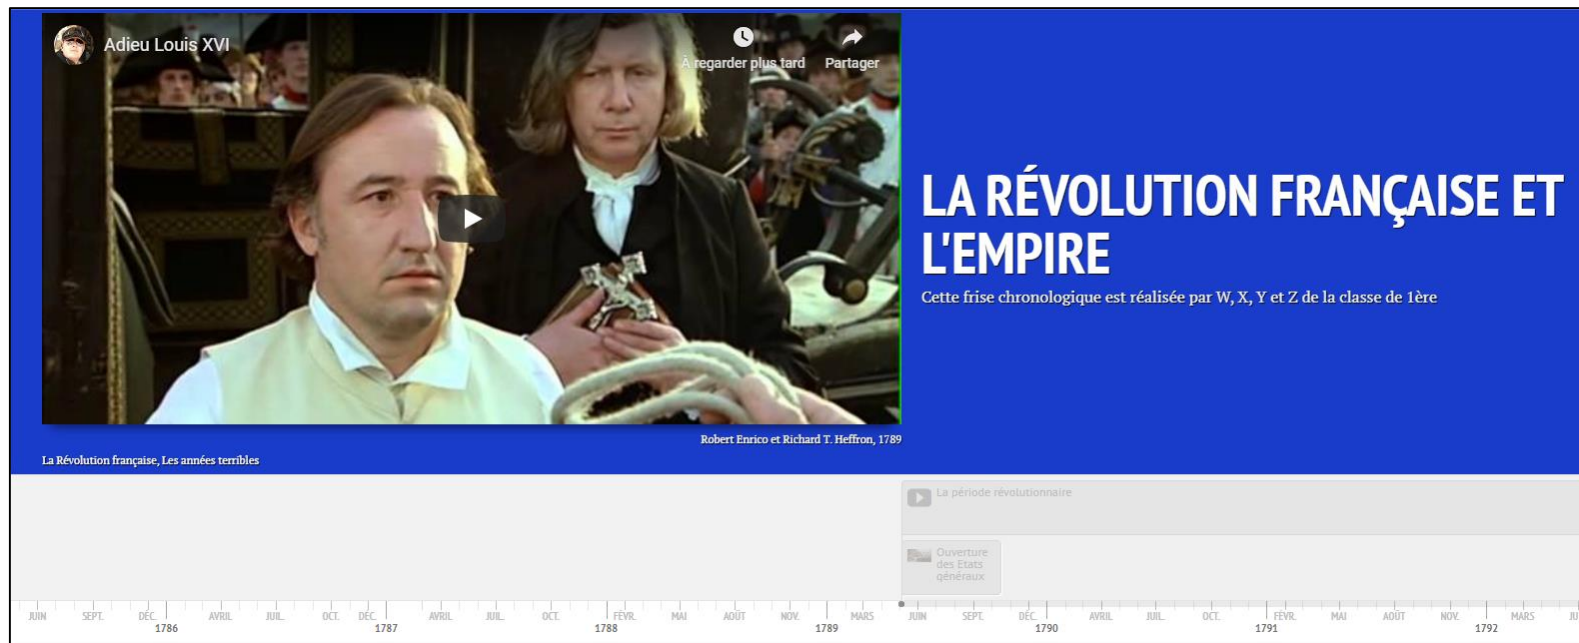 Adieu Louis XVI
À regarder plus tard
Partager
LA RÉVOLUTION FRANÇAISE ET
L'EMPIRE
Cette frise chronologique est réalisée par W, X, Y et Z de la classe de 1ère
Robert Enrico et Richard T. Heffron, 1789
La Révolution française, Les années terribles
La période révolutionnaire
Ouverture
des Etats
généraux
JUIN SEPT. DÉC. AVRIL JUIL. OCT. DÉC. AVRIL JUIL. OCT. FÉVR. MAI AOÛT NOV. MARS JUIN SEPT. DÉC. AVRIL JUIL. OCT. FÉVR. MAI AOÛT NOV. MARS
1786 1787 1788 1789 1790 1791 1792